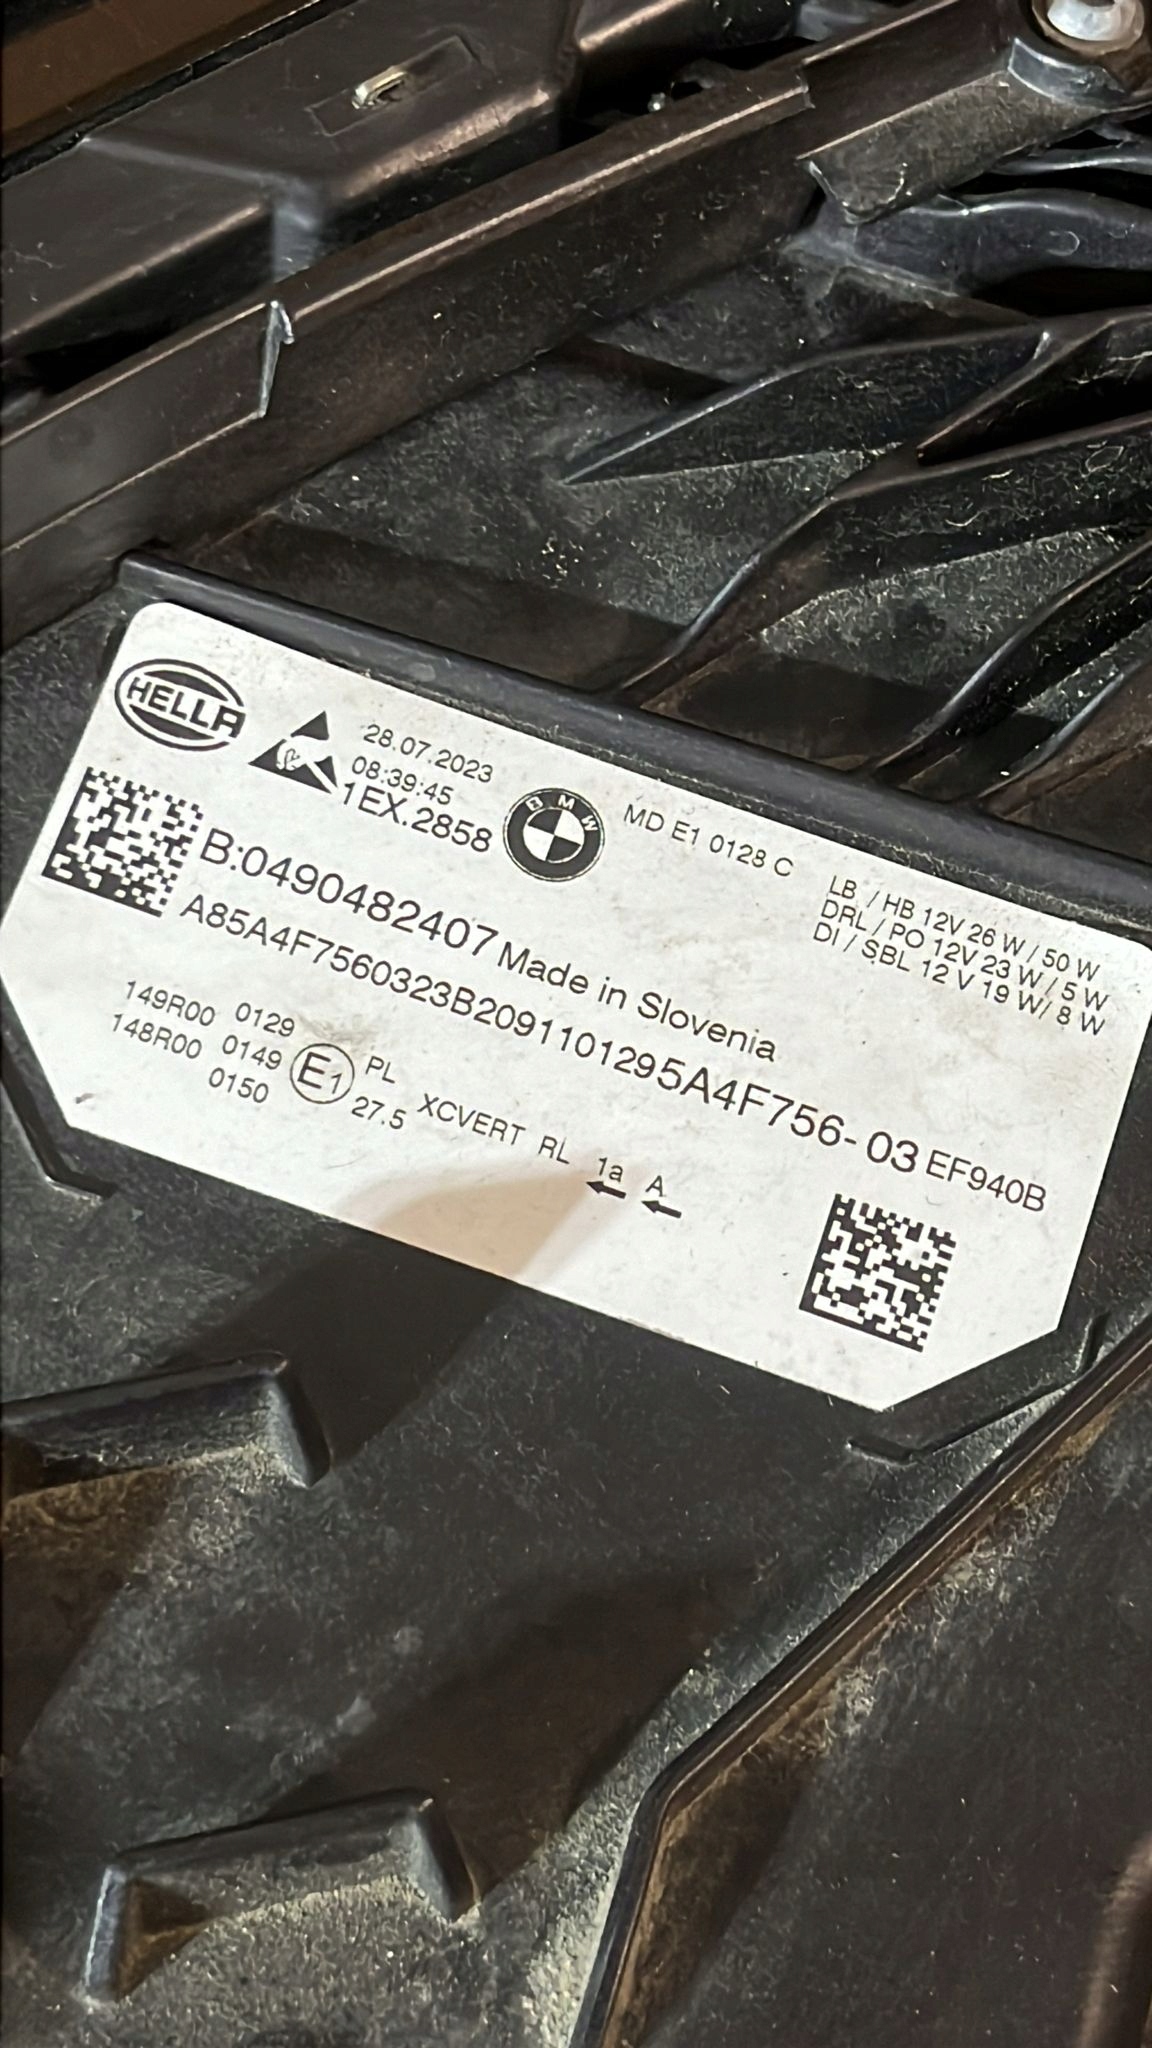 HELLA
28.07.2023
08:39:45
1EX.2858
BMW
MD E1 0128 C
LB / HB 12V 26 W / 50 W
DRL / PO 12V 23 W / 5 W
DI / SBL 12 V 19 W/ 8 W
B:0490482407 Made in Slovenia
A85A4F7560323B2091101295A4F756-03 EF940B
149R00 0129
148R00 0149 E1 PL XCVERT RL 1a A
0150 27.5